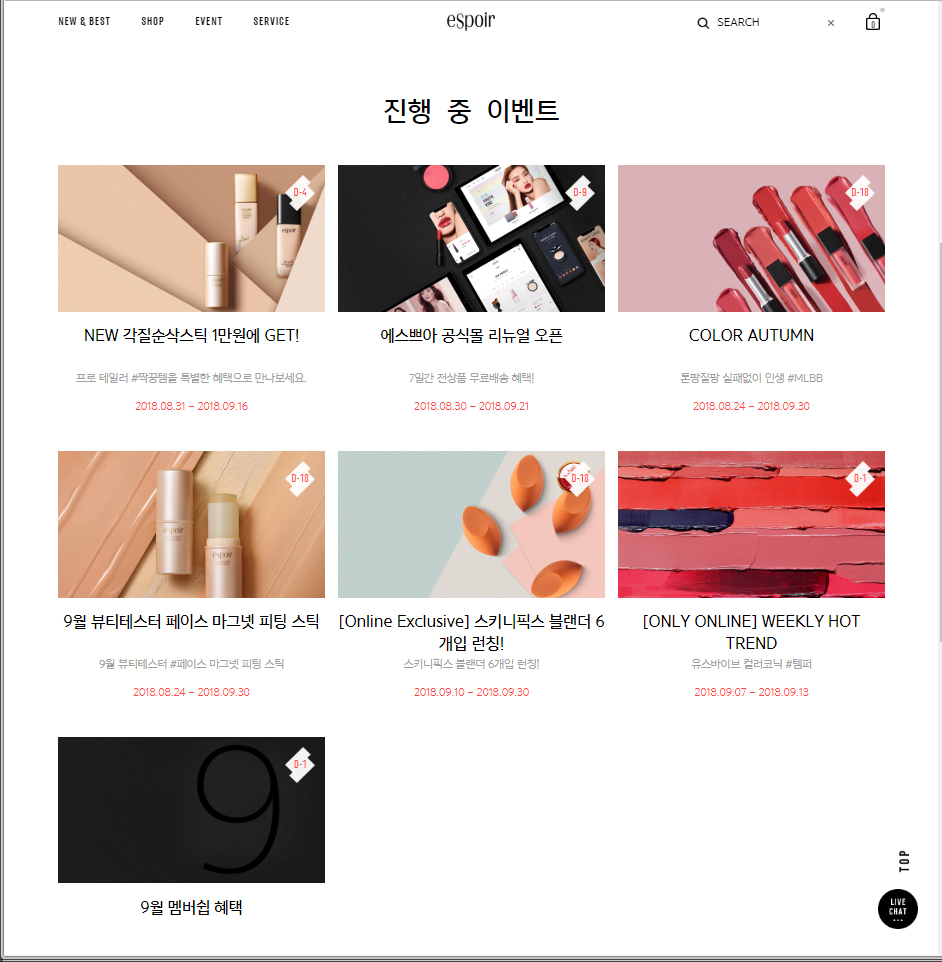 NEW & BEST SHOP EVENT SERVICE
eSpoir
SEARCH ×
0
진행 중 이벤트
D-4
D-9
D-18
NEW 각질순삭스틱 1만원에 GET!
에스쁘아 공식몰 리뉴얼 오픈
COLOR AUTUMN
프로 테일러 #짝꿍템을 특별한 혜택으로 만나보세요.
7일간 전상품 무료배송 혜택!
톤팡질팡 실패없이 인생 #MLBB
2018.08.31 ~ 2018.09.16
2018.08.30 ~ 2018.09.21
2018.08.24 ~ 2018.09.30
D-18
D-18
D-1
espoir
espoir
9월 뷰티테스터 페이스 마그넷 피팅 스틱
[Online Exclusive] 스키니픽스 블랜더 6
개입 런칭!
[ONLY ONLINE] WEEKLY HOT
TREND
9월 뷰티테스터 #페이스 마그넷 피팅 스틱
스키니픽스 블랜더 6개입 런칭!
유스바이브 컬러코닉 #템퍼
2018.08.24 ~ 2018.09.30
2018.09.10 ~ 2018.09.30
2018.09.07 ~ 2018.09.13
9
D-1
9월 멤버쉽 혜택
TOP
LIVE
CHAT